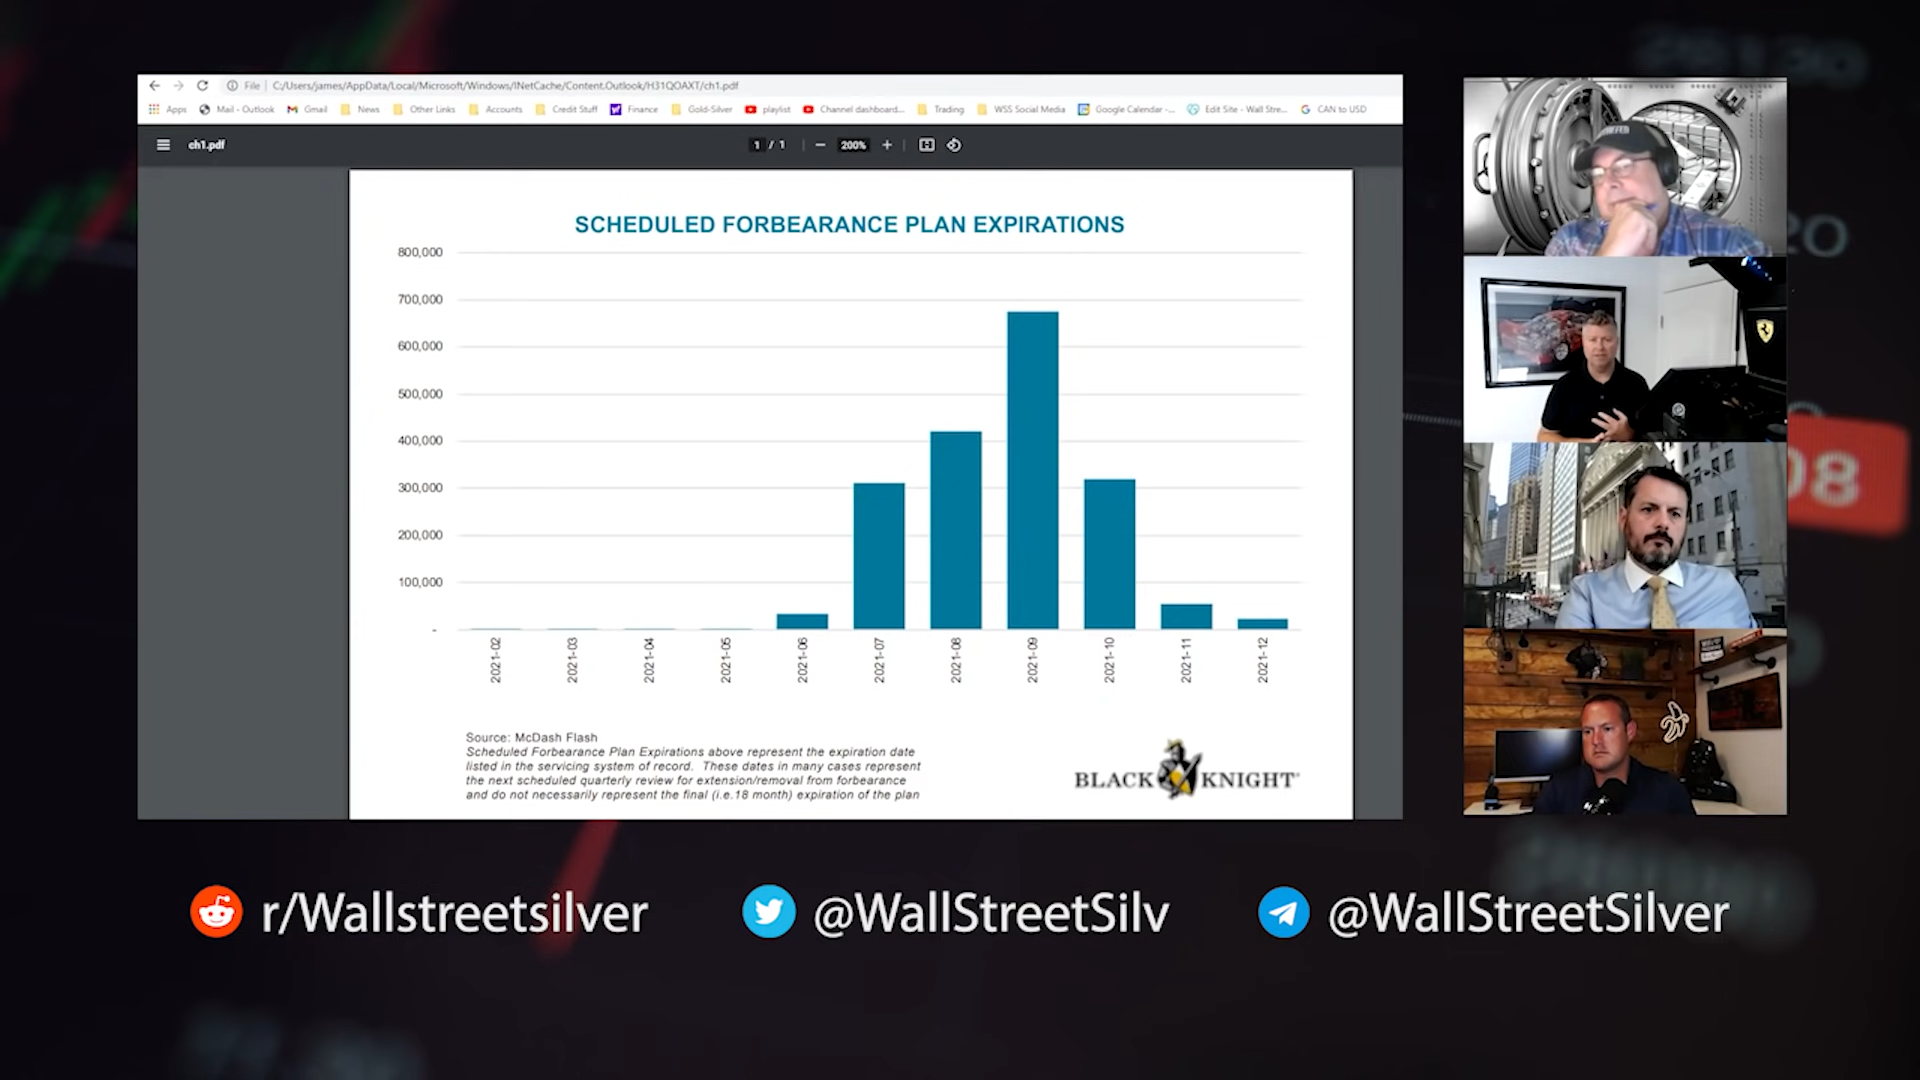 File | C:/Users/james/AppData/Local/Microsoft/Windows/INetCache/Content.Outlook/H31QOAXT/ch1.pdf
Apps Mail - Outlook Gmail News Other Links Accounts Credit Stuff Finance Gold-Silver playlist Channel dashboard... Trading WSS Social Media Google Calendar -... Edit Site - Wall Stre... CAN to USD
ch1.pdf 1 / 1 200%
SCHEDULED FORBEARANCE PLAN EXPIRATIONS
800,000
700,000
600,000
500,000
400,000
300,000
200,000
100,000
-
2021-02 2021-03 2021-04 2021-05 2021-06 2021-07 2021-08 2021-09 2021-10 2021-11 2021-12
Source: McDash Flash
Scheduled Forbearance Plan Expirations above represent the expiration date
listed in the servicing system of record. These dates in many cases represent
the next scheduled quarterly review for extension/removal from forbearance
and do not necessarily represent the final (i.e.18 month) expiration of the plan
BLACK KNIGHT
r/Wallstreetsilver @WallStreetSilv @WallStreetSilver